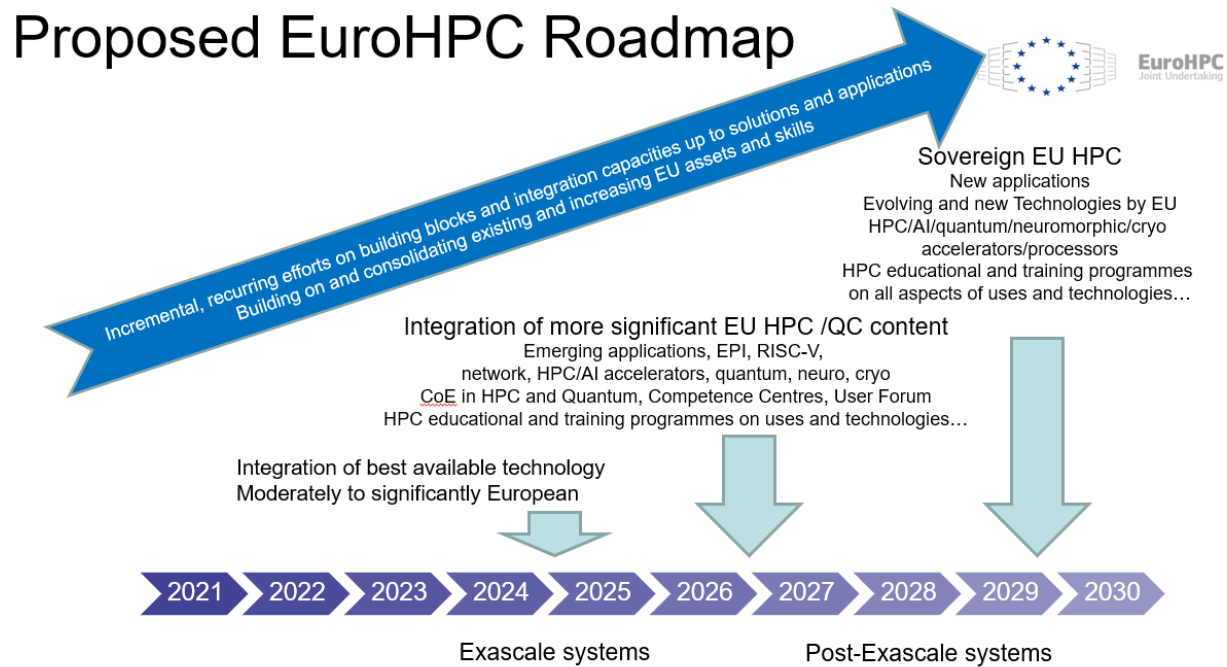 Proposed EuroHPC Roadmap
EuroHPC
Joint Undertaking
Incremental, recurring efforts on building blocks and integration capacities up to solutions and applications
Building on and consolidating existing and increasing EU assets and skills
Sovereign EU HPC
New applications
Evolving and new Technologies by EU
HPC/AI/quantum/neuromorphic/cryo
accelerators/processors
HPC educational and training programmes
on all aspects of uses and technologies…
Integration of more significant EU HPC /QC content
Emerging applications, EPI, RISC-V,
network, HPC/AI accelerators, quantum, neuro, cryo
CoE in HPC and Quantum, Competence Centres, User Forum
HPC educational and training programmes on uses and technologies…
Integration of best available technology
Moderately to significantly European
2021 2022 2023 2024 2025 2026 2027 2028 2029 2030
Exascale systems Post-Exascale systems